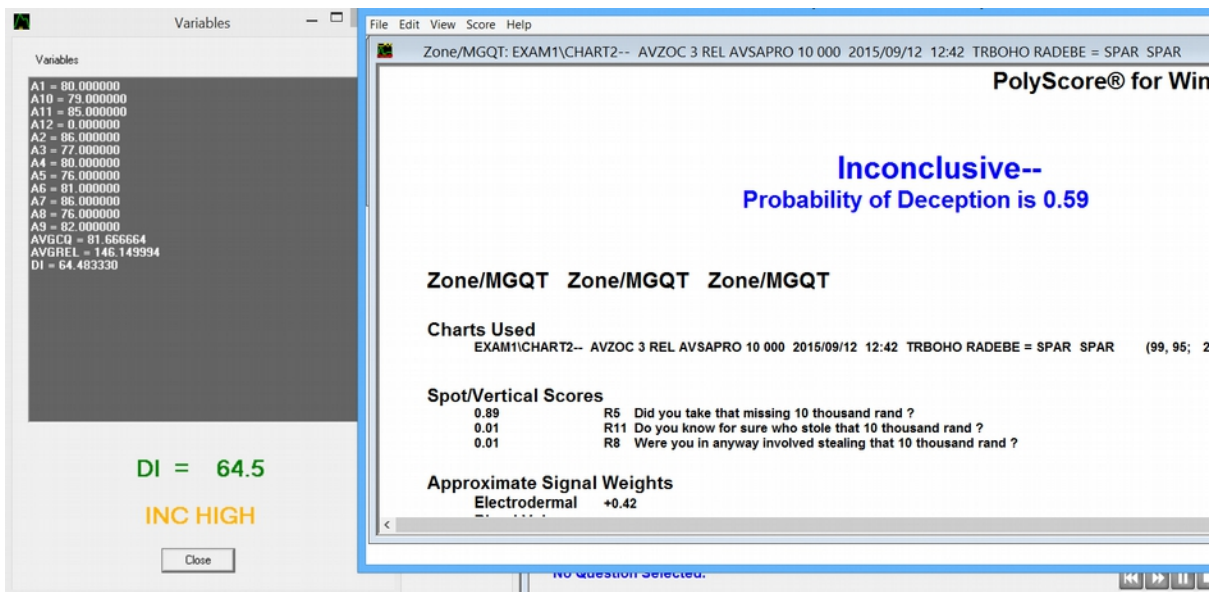 Variables
Variables
A1 = 80.000000
A10 = 79.000000
A11 = 85.000000
A12 = 0.000000
A2 = 86.000000
A3 = 77.000000
A4 = 80.000000
A5 = 76.000000
A6 = 81.000000
A7 = 86.000000
A8 = 76.000000
A9 = 82.000000
AVGCQ = 81.666664
AVGREL = 146.149994
DI = 64.483330
DI = 64.5
INC HIGH
Close
File Edit View Score Help
Zone/MGQT: EXAM1\CHART2-- AVZOC 3 REL AVSAPRO 10 000 2015/09/12 12:42 TRBOHO RADEBE = SPAR SPAR
PolyScore® for Win
Inconclusive--
Probability of Deception is 0.59
Zone/MGQT Zone/MGQT Zone/MGQT
Charts Used
EXAM1\CHART2-- AVZOC 3 REL AVSAPRO 10 000 2015/09/12 12:42 TRBOHO RADEBE = SPAR SPAR (99, 95; 2
Spot/Vertical Scores
0.89 R5 Did you take that missing 10 thousand rand ?
0.01 R11 Do you know for sure who stole that 10 thousand rand ?
0.01 R8 Were you in anyway involved stealing that 10 thousand rand ?
Approximate Signal Weights
Electrodermal +0.42
No Question Selected.